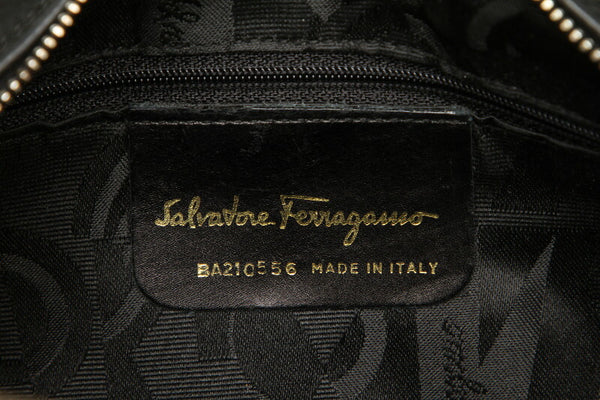 Salvatore Ferragamo
BA210556 MADE IN ITALY